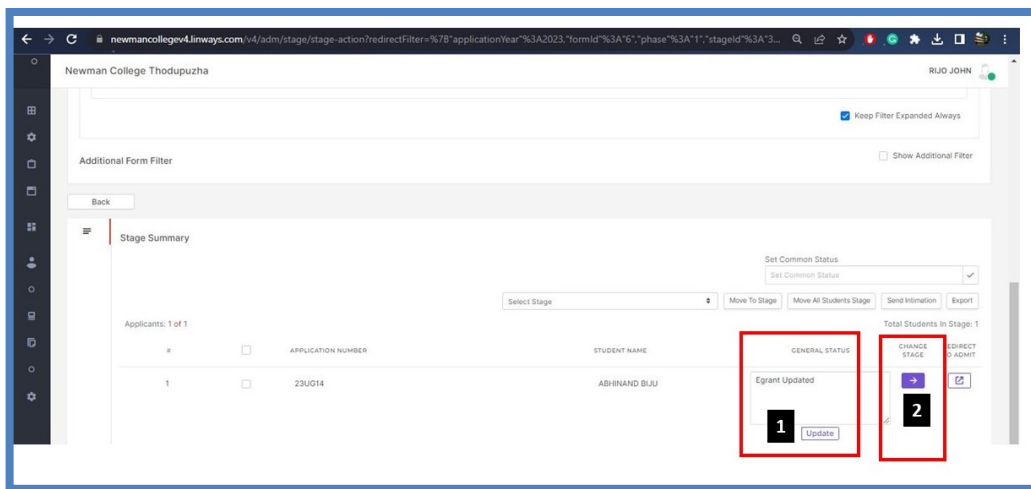 newmancollegev4.linways.com/v4/adm/stage/stage-action?redirectFilter=%7B"applicationYear"%3A2023,"formId"%3A"6","phase"%3A"1","stageId"%3A"3...
Newman College Thodupuzha
RIJO JOHN
Keep Filter Expanded Always
Additional Form Filter
Show Additional Filter
Back
Stage Summary
Set Common Status
Set Common Status
Select Stage
Move To Stage
Move All Students Stage
Send Intimation
Export
Applicants: 1 of 1
Total Students In Stage: 1
# APPLICATION NUMBER STUDENT NAME GENERAL STATUS CHANGE STAGE EDIRECT O ADMIT
1 23UG14 ABHINAND BIJU Egrant Updated
1
2
Update